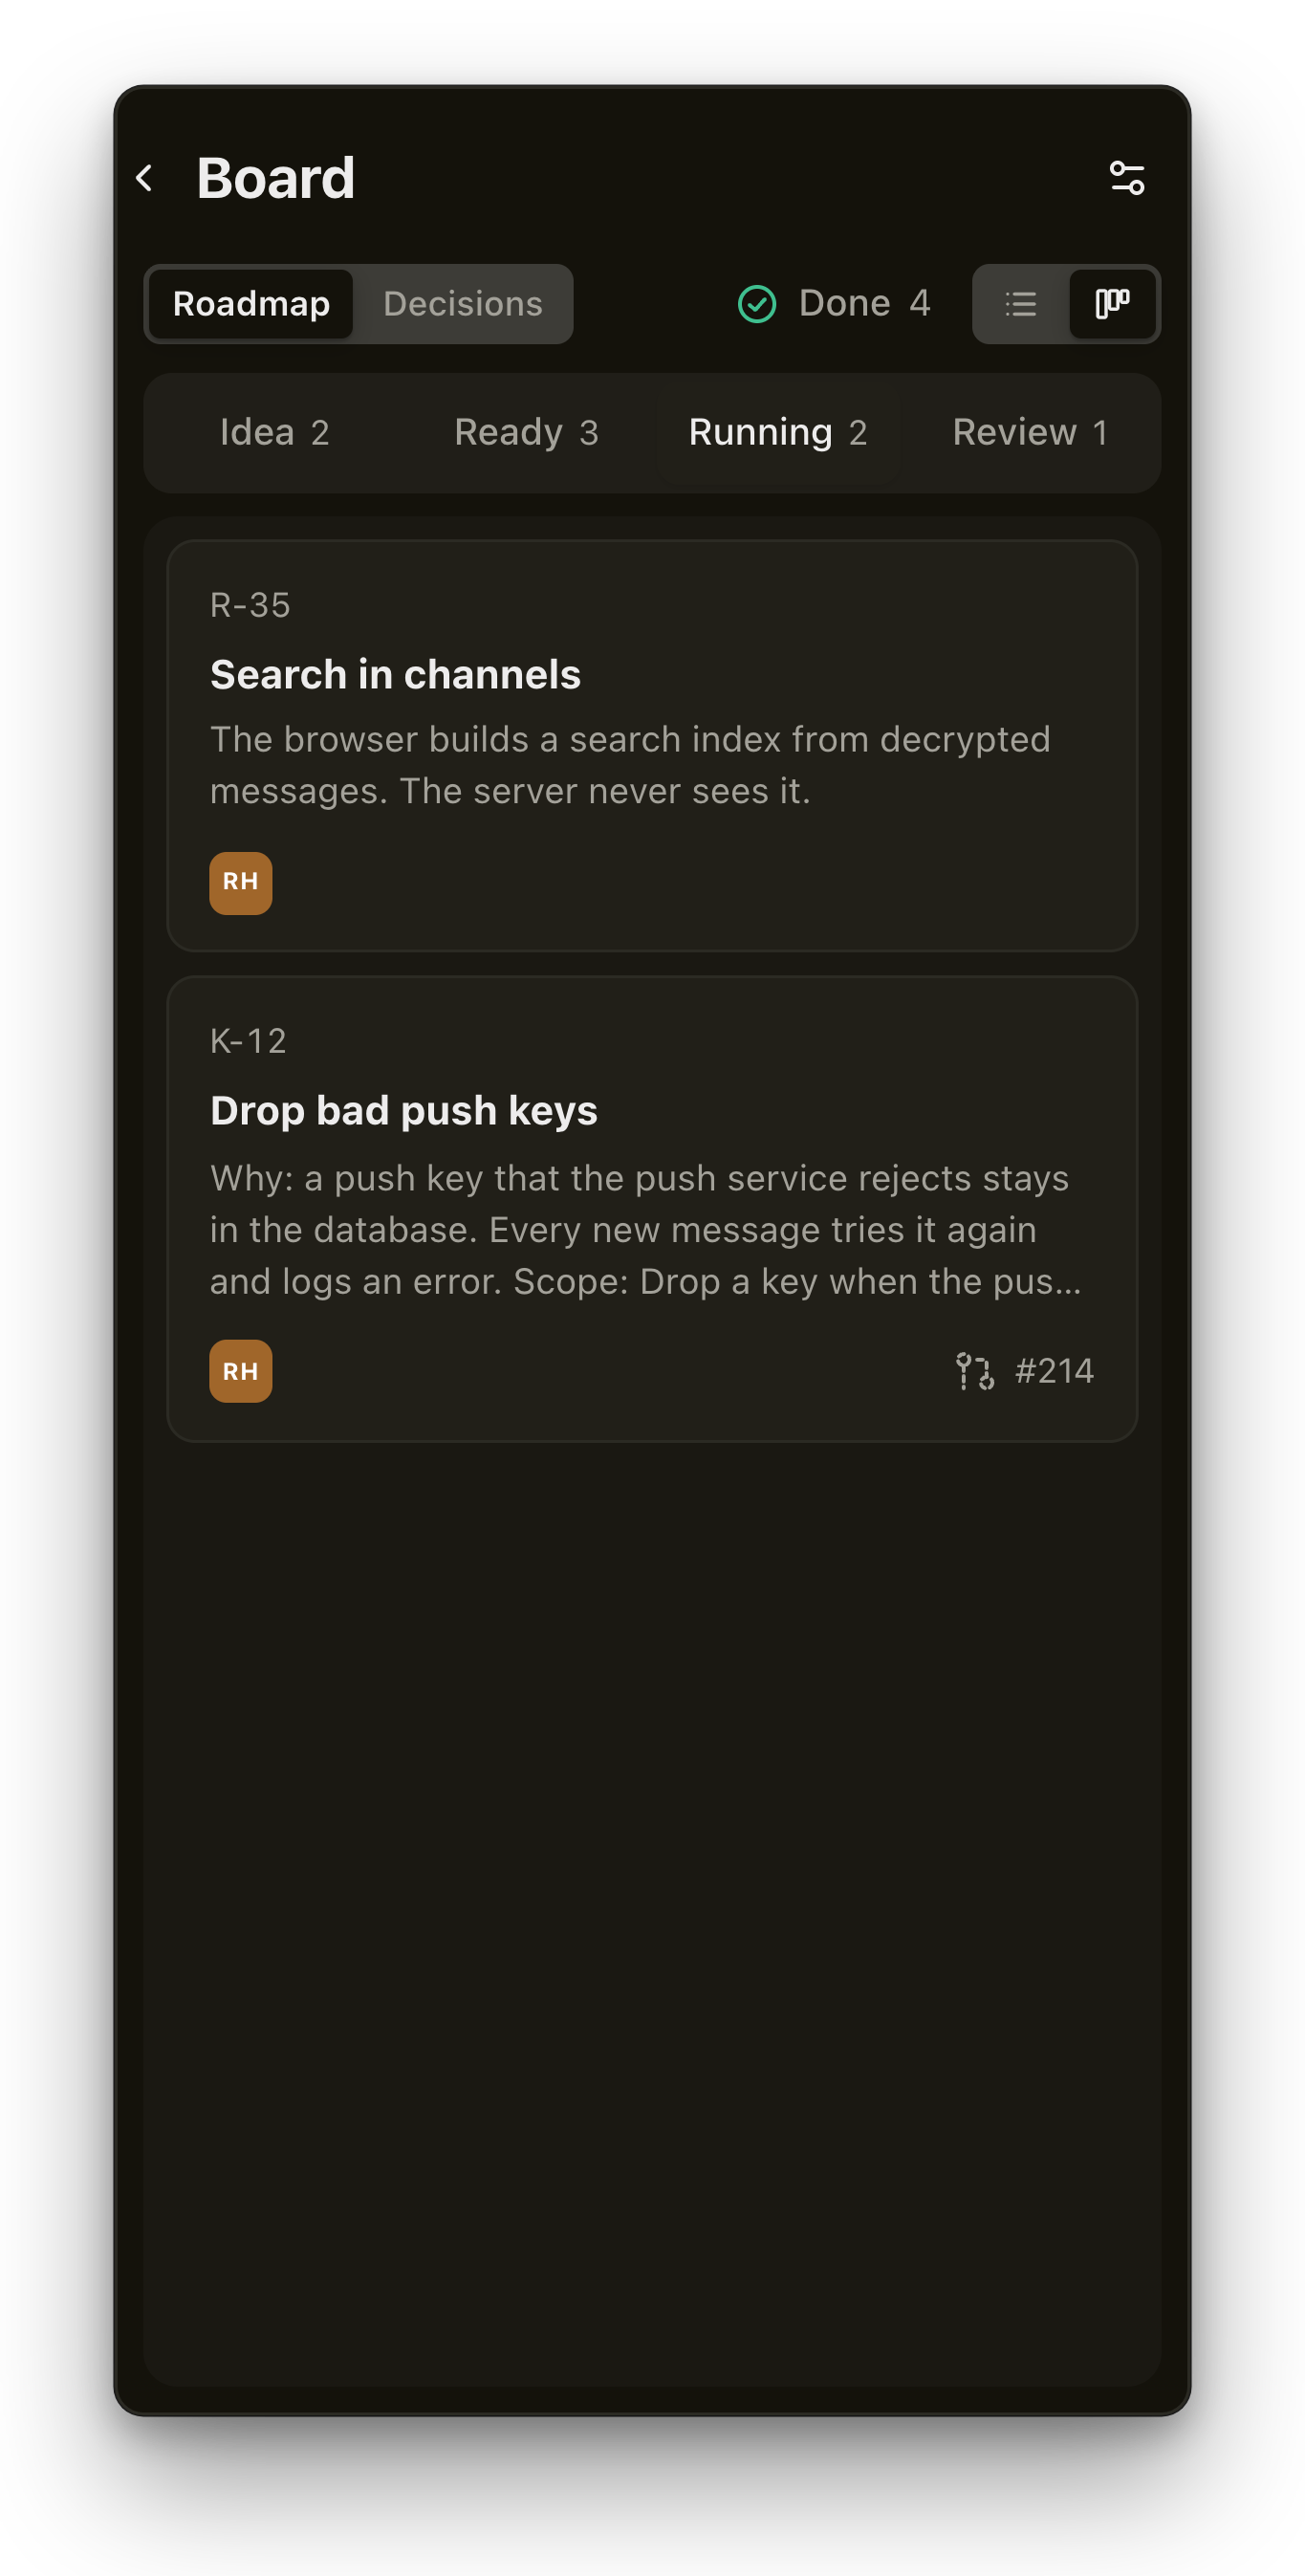 Board
Roadmap Decisions Done 4
Idea 2 Ready 3 Running 2 Review 1
R-35
Search in channels
The browser builds a search index from decrypted
messages. The server never sees it.
RH
K-12
Drop bad push keys
Why: a push key that the push service rejects stays
in the database. Every new message tries it again
and logs an error. Scope: Drop a key when the pus...
RH #214